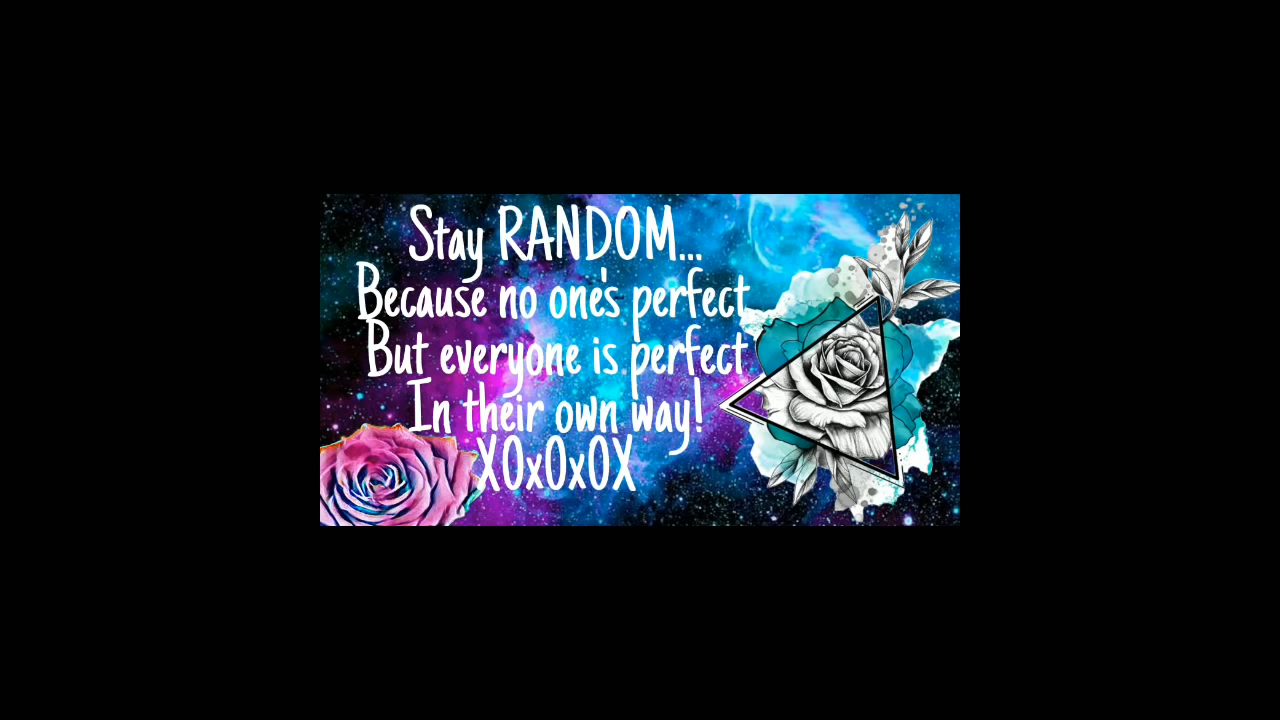 Stay RANDOM...
Because no one's perfect
But everyone is perfect
In their own way!
XOxOxOX